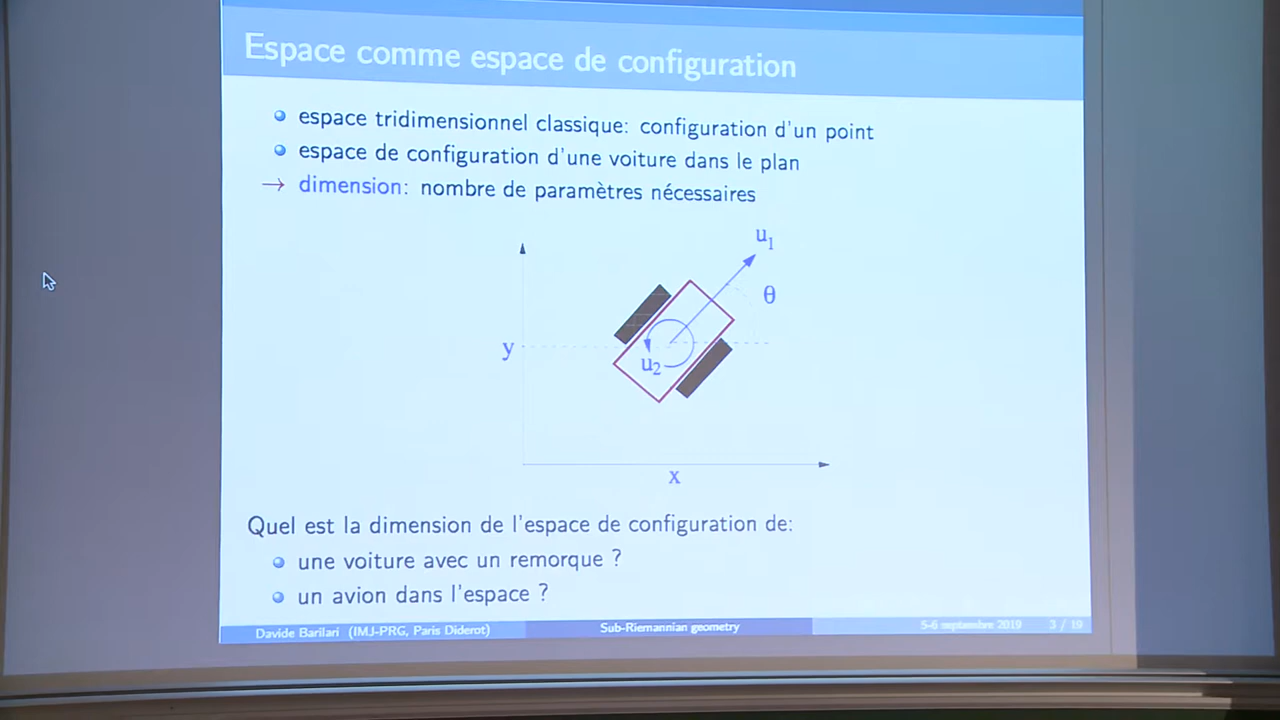 Espace comme espace de configuration
espace tridimensionnel classique: configuration d'un point
espace de configuration d'une voiture dans le plan
→ dimension: nombre de paramètres nécessaires
u1
θ
y
u2
x
Quel est la dimension de l'espace de configuration de:
une voiture avec un remorque ?
un avion dans l'espace ?
Davide Barilari (IMJ-PRG, Paris Diderot) Sub-Riemannian geometry 5-6 septembre 2019 3 / 19